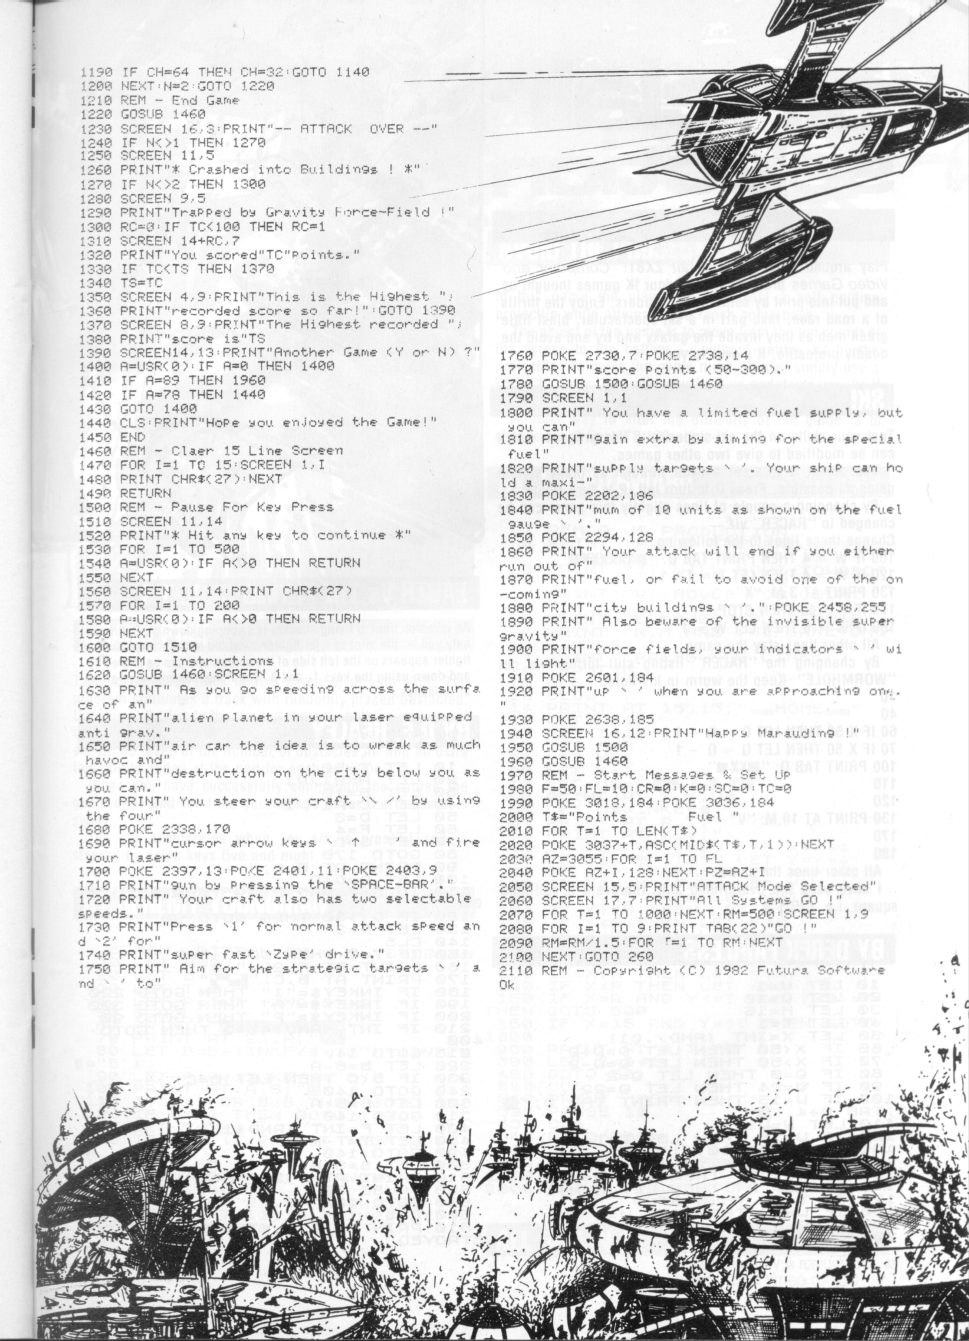 1190 IF CH=64 THEN CH=32:GOTO 1140
1200 NEXT:N=2:GOTO 1220
1210 REM - End Game
1220 GOSUB 1460
1230 SCREEN 16,3:PRINT"-- ATTACK  OVER --"
1240 IF N<>1 THEN 1270
1250 SCREEN 11,5
1260 PRINT"* Crashed into Buildings ! *"
1270 IF N<>2 THEN 1300
1280 SCREEN 9,5
1290 PRINT"Trapped by Gravity Force-Field !"
1300 RC=0:IF TC<100 THEN RC=1
1310 SCREEN 14+RC,7
1320 PRINT"You scored"TC"Points."
1330 IF TC<TS THEN 1370
1340 TS=TC
1350 SCREEN 4,9:PRINT"This is the Highest ";
1360 PRINT"recorded score so far!":GOTO 1390
1370 SCREEN 8,9:PRINT"The Highest recorded ";
1380 PRINT"score is"TS
1390 SCREEN14,13:PRINT"Another Game (Y or N) ?"
1400 A=USR(0):IF A=0 THEN 1400
1410 IF A=89 THEN 1960
1420 IF A=78 THEN 1440
1430 GOTO 1400
1440 CLS:PRINT"Hope you enjoyed the Game!"
1450 END
1460 REM - Claer 15 Line Screen
1470 FOR I=1 TO 15:SCREEN 1,I
1480 PRINT CHR$(27):NEXT
1490 RETURN
1500 REM - Pause For Key Press
1510 SCREEN 11,14
1520 PRINT"* Hit any key to continue *"
1530 FOR I=1 TO 500
1540 A=USR(0):IF A<>0 THEN RETURN
1550 NEXT
1560 SCREEN 11,14:PRINT CHR$(27)
1570 FOR I=1 TO 200
1580 A=USR(0):IF A<>0 THEN RETURN
1590 NEXT
1600 GOTO 1510
1610 REM - Instructions
1620 GOSUB 1460:SCREEN 1,1
1630 PRINT" As you go speeding across the surfa
ce of an"
1640 PRINT"alien planet in your laser equipped
anti grav."
1650 PRINT"air car the idea is to wreak as much
havoc and"
1660 PRINT"destruction on the city below you as
you can."
1670 PRINT" You steer your craft \\ // by using
the four"
1680 POKE 2338,170
1690 PRINT"cursor arrow keys `  ↑    ' and fire
your laser"
1700 POKE 2397,13:POKE 2401,11:POKE 2403,9
1710 PRINT"gun by pressing the `SPACE-BAR'."
1720 PRINT" Your craft also has two selectable
speeds."
1730 PRINT"Press `1' for normal attack speed an
d `2' for"
1740 PRINT"super fast `Zype' drive."
1750 PRINT" Aim for the strategic targets ` ' a
nd ` ' to"
1760 POKE 2730,7:POKE 2738,14
1770 PRINT"score points (50-300)."
1780 GOSUB 1500:GOSUB 1460
1790 SCREEN 1,1
1800 PRINT" You have a limited fuel supply, but
you can"
1810 PRINT"gain extra by aiming for the special
fuel"
1820 PRINT"supply targets ` '. Your ship can ho
ld a maxi-"
1830 POKE 2202,186
1840 PRINT"mum of 10 units as shown on the fuel
gauge ` '."
1850 POKE 2294,128
1860 PRINT" Your attack will end if you either
run out of"
1870 PRINT"fuel, or fail to avoid one of the on
-coming"
1880 PRINT"city buildings ` '.":POKE 2458,255
1890 PRINT" Also beware of the invisible super
gravity"
1900 PRINT"force fields, your indicators ` ' wi
ll light"
1910 POKE 2601,184
1920 PRINT"up ` ' when you are approaching one.
"
1930 POKE 2638,185
1940 SCREEN 16,12:PRINT"Happy Marauding !"
1950 GOSUB 1500
1960 GOSUB 1460
1970 REM - Start Messages & Set Up
1980 F=50:FL=10:CR=0:K=0:SC=0:TC=0
1990 POKE 3018,184:POKE 3036,184
2000 T$="Points       Fuel "
2010 FOR T=1 TO LEN(T$)
2020 POKE 3037+T,ASC(MID$(T$,T,1)):NEXT
2030 AZ=3055:FOR I=1 TO FL
2040 POKE AZ+I,128:NEXT:PZ=AZ+I
2050 SCREEN 15,5:PRINT"ATTACK Mode Selected"
2060 SCREEN 17,7:PRINT"All Systems GO !"
2070 FOR T=1 TO 1000:NEXT:RM=500:SCREEN 1,9
2080 FOR I=1 TO 9:PRINT TAB(22)"GO !"
2090 RM=RM/1.5:FOR T=1 TO RM:NEXT
2100 NEXT:GOTO 260
2110 REM - Copyright (C) 1982 Futura Software
Ok